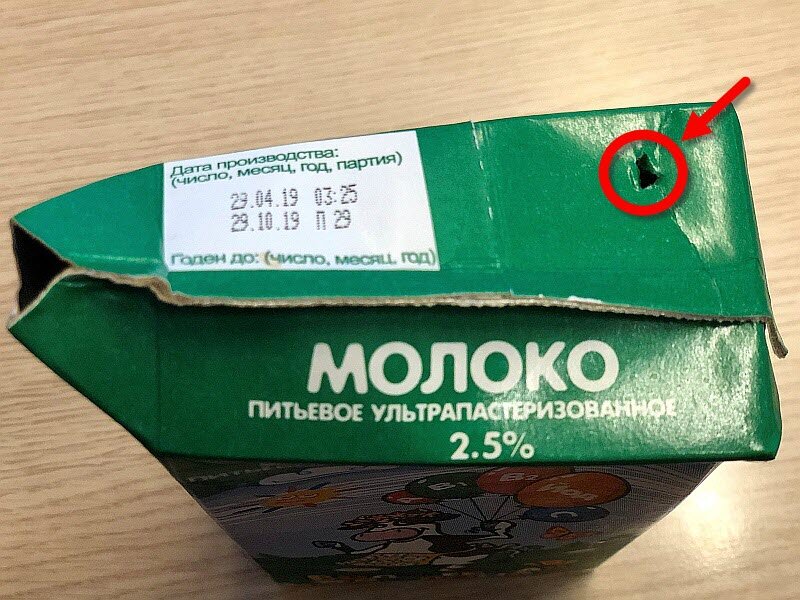 Дата производства:
(число, месяц, год, партия)
29.04.19 03:25
29.10.19 П 29
Годен до: (число, месяц, год)
МОЛОКО
ПИТЬЕВОЕ УЛЬТРАПАСТЕРИЗОВАННОЕ
2.5%